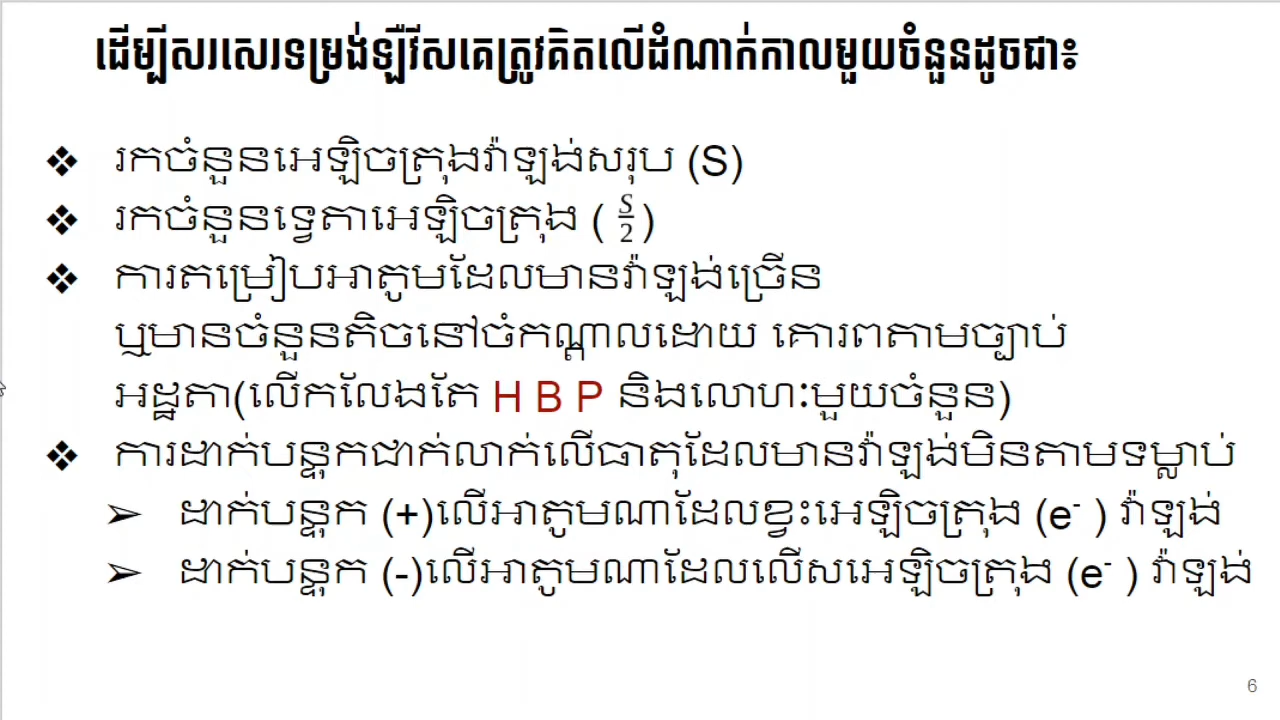 ដើម្បីសរសេរទម្រង់ឡឺវីសគេត្រូវគិតលើដំណាក់កាលមួយចំនួនដូចជា៖
❖ រកចំនួនអេឡិចត្រុងវ៉ាឡង់សរុប (S)
❖ រកចំនួនទ្វេតាអេឡិចត្រុង ( S/2 )
❖ ការតម្រៀបអាតូមដែលមានវ៉ាឡង់ច្រើន
ឬមានចំនួនតិចនៅចំកណ្តាលដោយ គោរពតាមច្បាប់
អដ្ឋតា(លើកលែងតែ H B P និងលោហៈមួយចំនួន)
❖ ការដាក់បន្ទុកជាក់លាក់លើធាតុដែលមានវ៉ាឡង់មិនតាមទម្លាប់
➢ ដាក់បន្ទុក (+)លើអាតូមណាដែលខ្វះអេឡិចត្រុង (e⁻ ) វ៉ាឡង់
➢ ដាក់បន្ទុក (-)លើអាតូមណាដែលលើសអេឡិចត្រុង (e⁻ ) វ៉ាឡង់
6